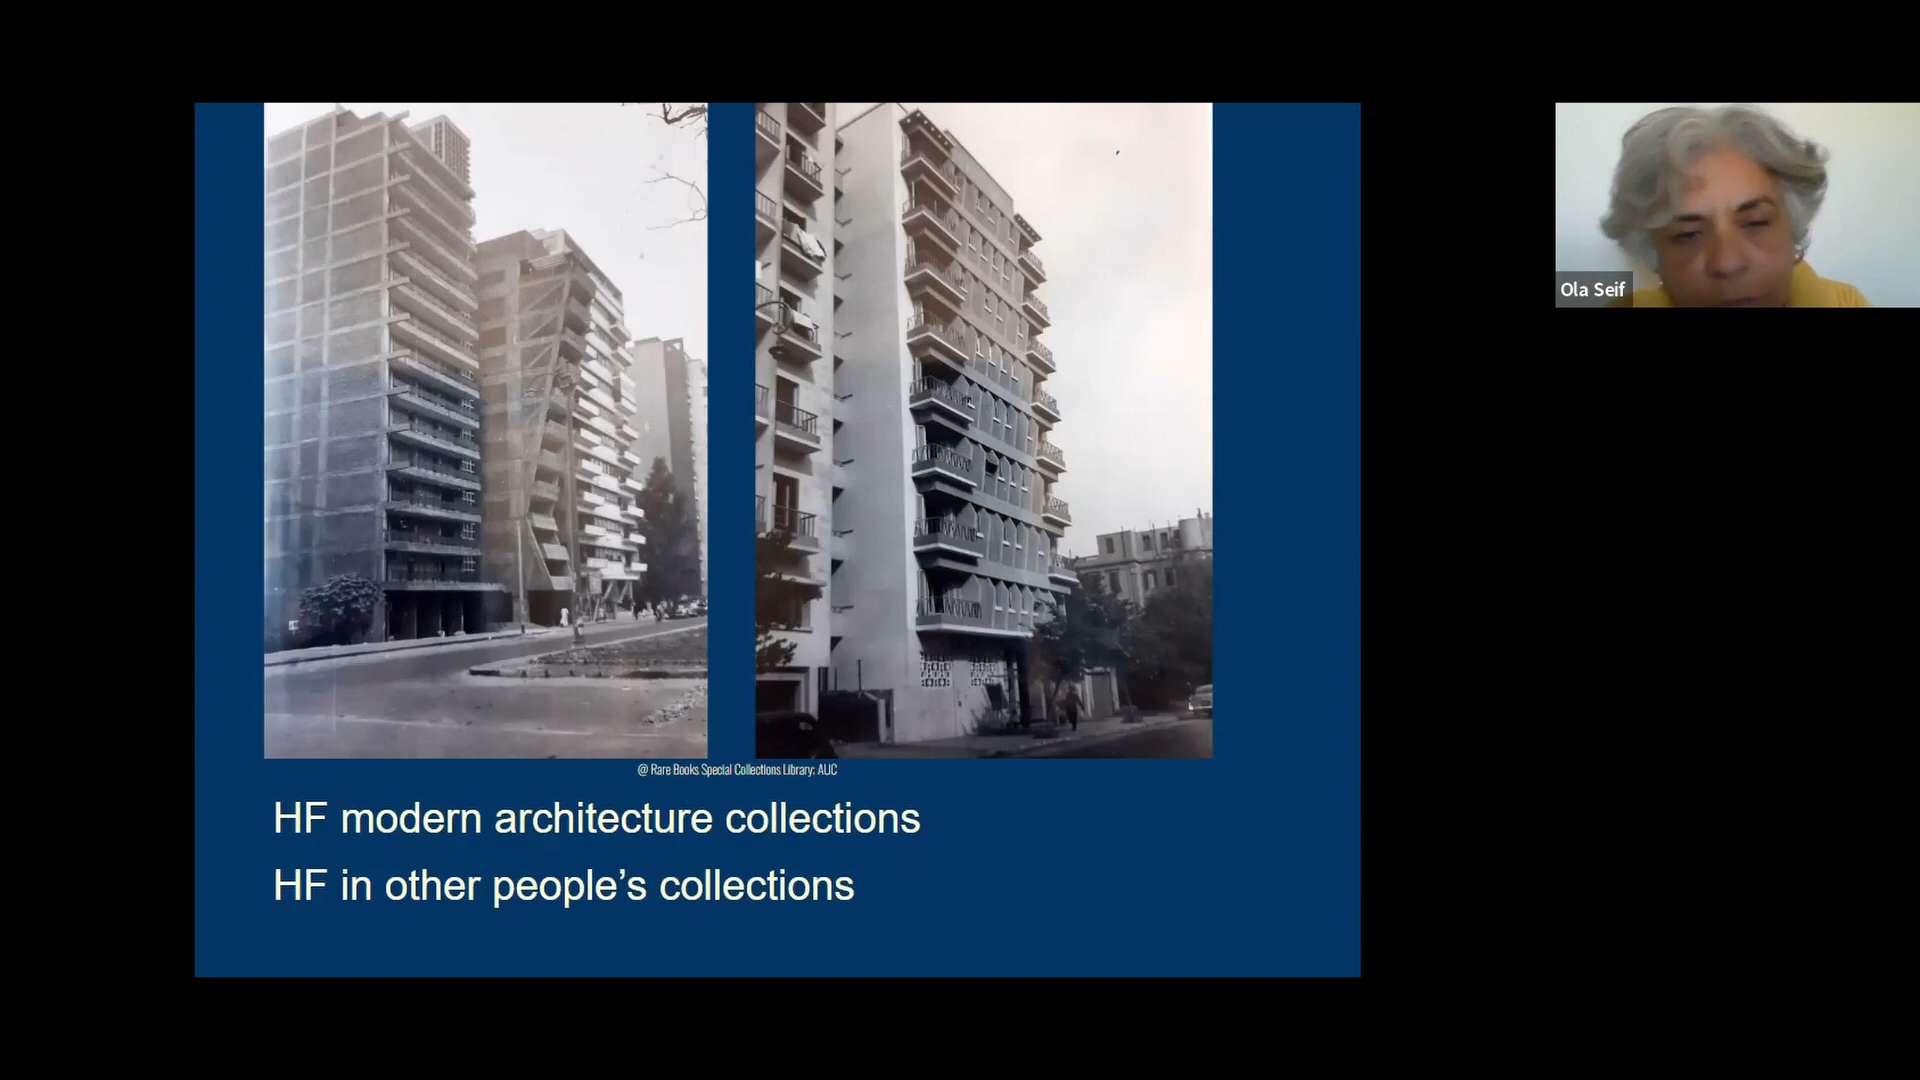 Ola Seif
@ Rare Books Special Collections Library; AUC
HF modern architecture collections
HF in other people’s collections